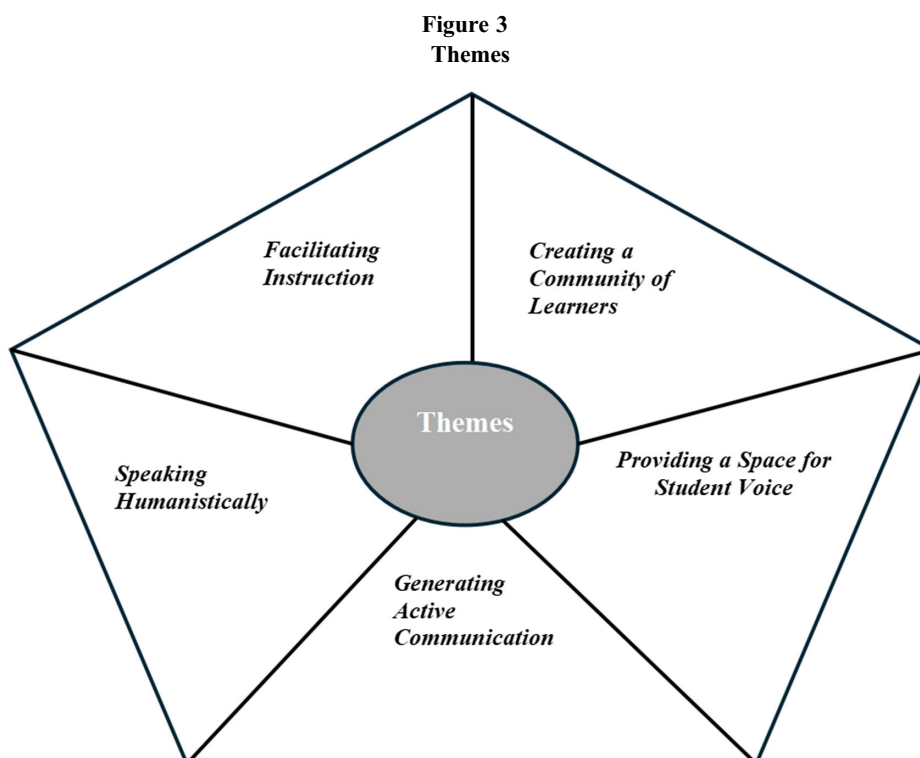 Figure 3
Themes
Facilitating
Instruction
Creating a
Community of
Learners
Themes
Speaking
Humanistically
Providing a Space for
Student Voice
Generating
Active
Communication